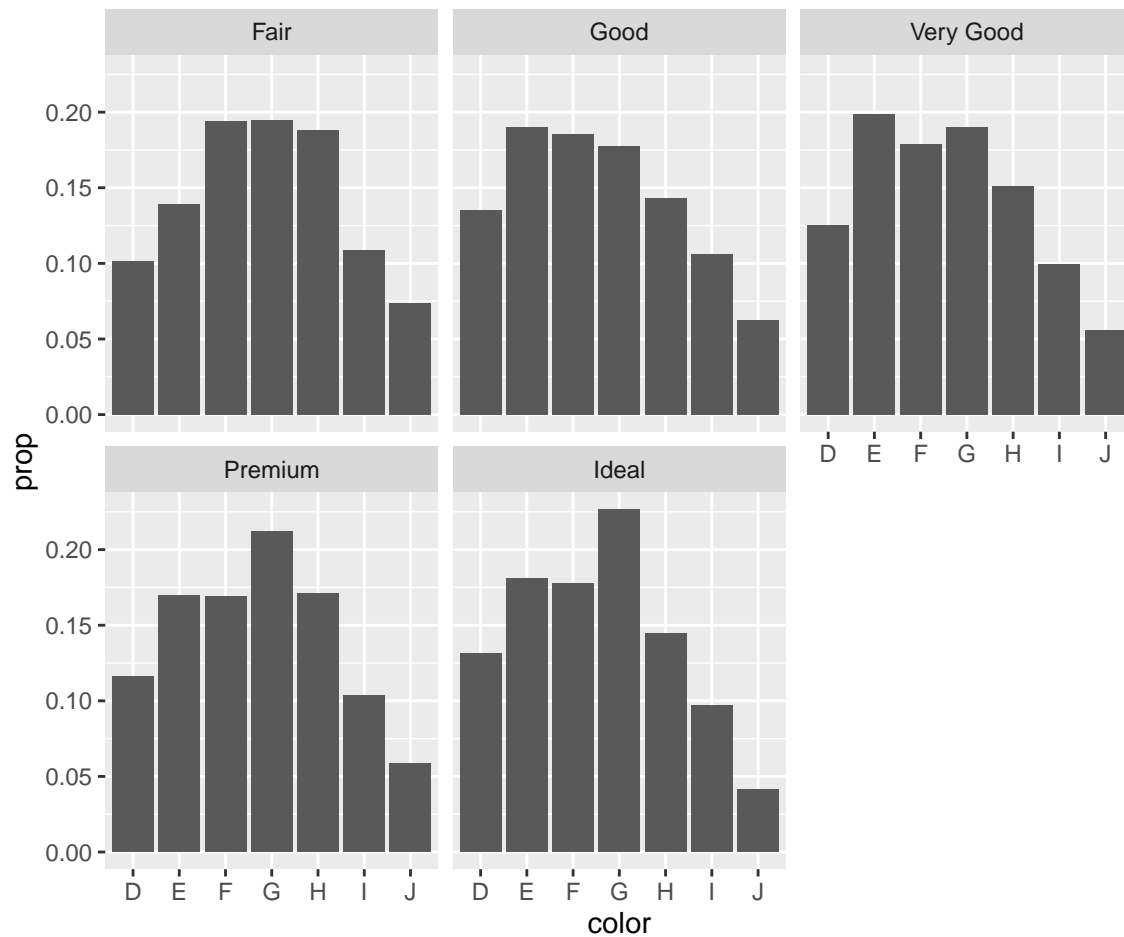 Fair
Good
Very Good
0.20
0.15
0.10
0.05
0.00
D E F G H I J
Premium
Ideal
0.20
0.15
0.10
0.05
0.00
D E F G H I J
D E F G H I J
prop
color